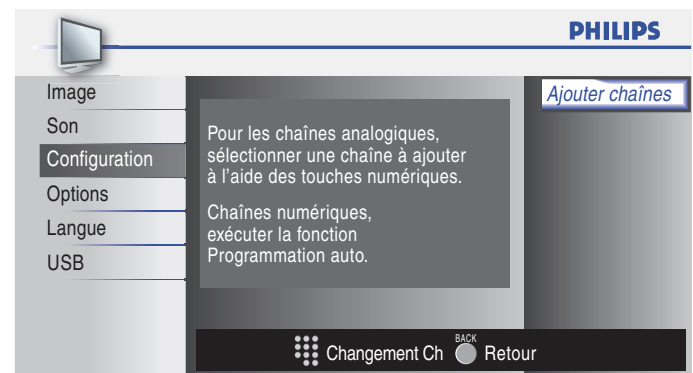 PHILIPS
Image
Son
Configuration
Options
Langue
USB
Pour les chaînes analogiques,
sélectionner une chaîne à ajouter
à l'aide des touches numériques.
Chaînes numériques,
exécuter la fonction
Programmation auto.
Ajouter chaînes
Changement Ch
BACK
Retour